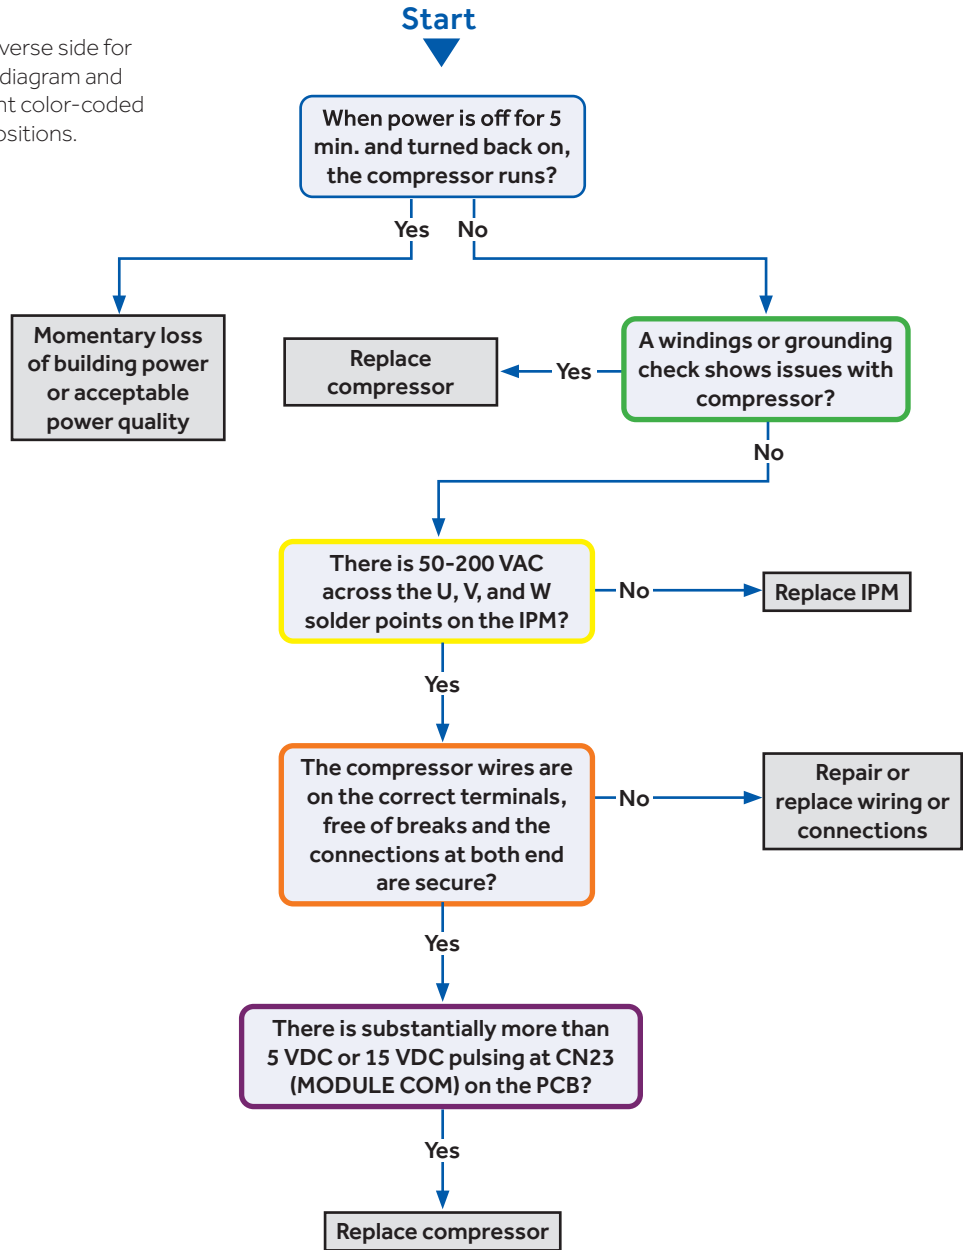 Start
verse side for
diagram and
nt color-coded
ositions.
When power is off for 5
min. and turned back on,
the compressor runs?
Yes
No
Momentary loss
of building power
or acceptable
power quality
Replace
compressor
Yes
A windings or grounding
check shows issues with
compressor?
No
There is 50-200 VAC
across the U, V, and W
solder points on the IPM?
No
Replace IPM
Yes
The compressor wires are
on the correct terminals,
free of breaks and the
connections at both end
are secure?
No
Repair or
replace wiring or
connections
Yes
There is substantially more than
5 VDC or 15 VDC pulsing at CN23
(MODULE COM) on the PCB?
Yes
Replace compressor